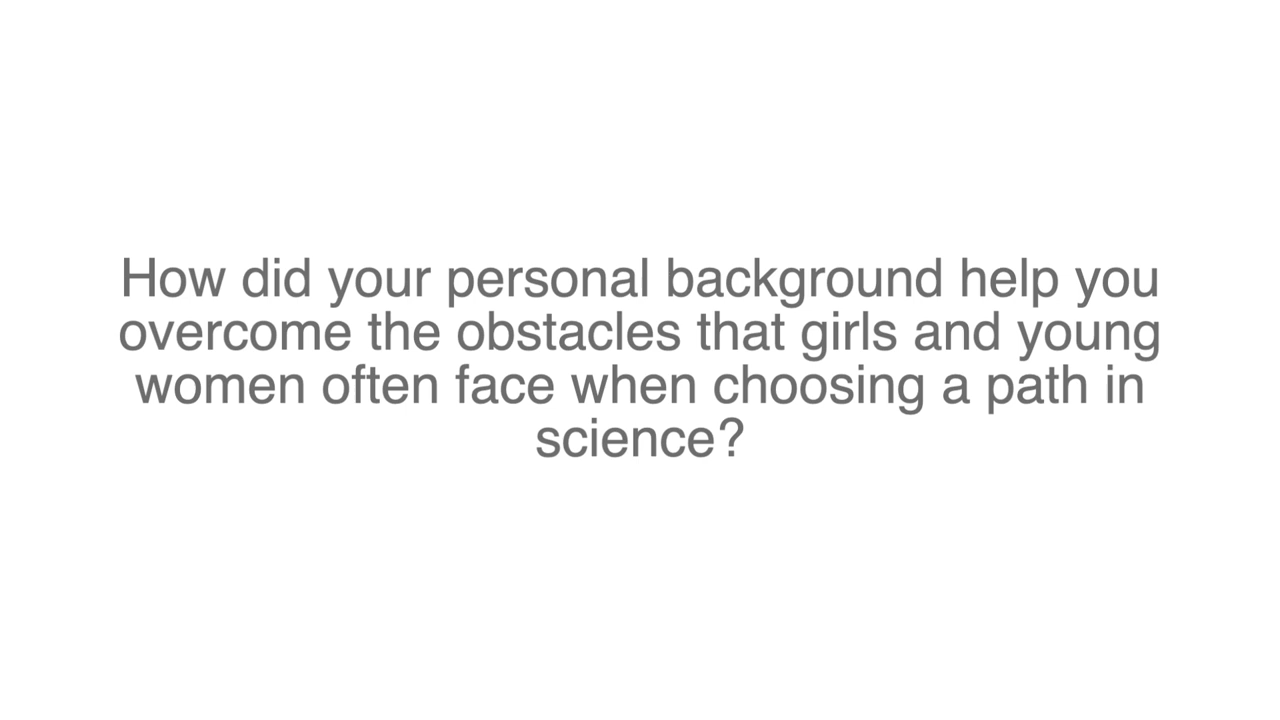 How did your personal background help you
overcome the obstacles that girls and young
women often face when choosing a path in
science?